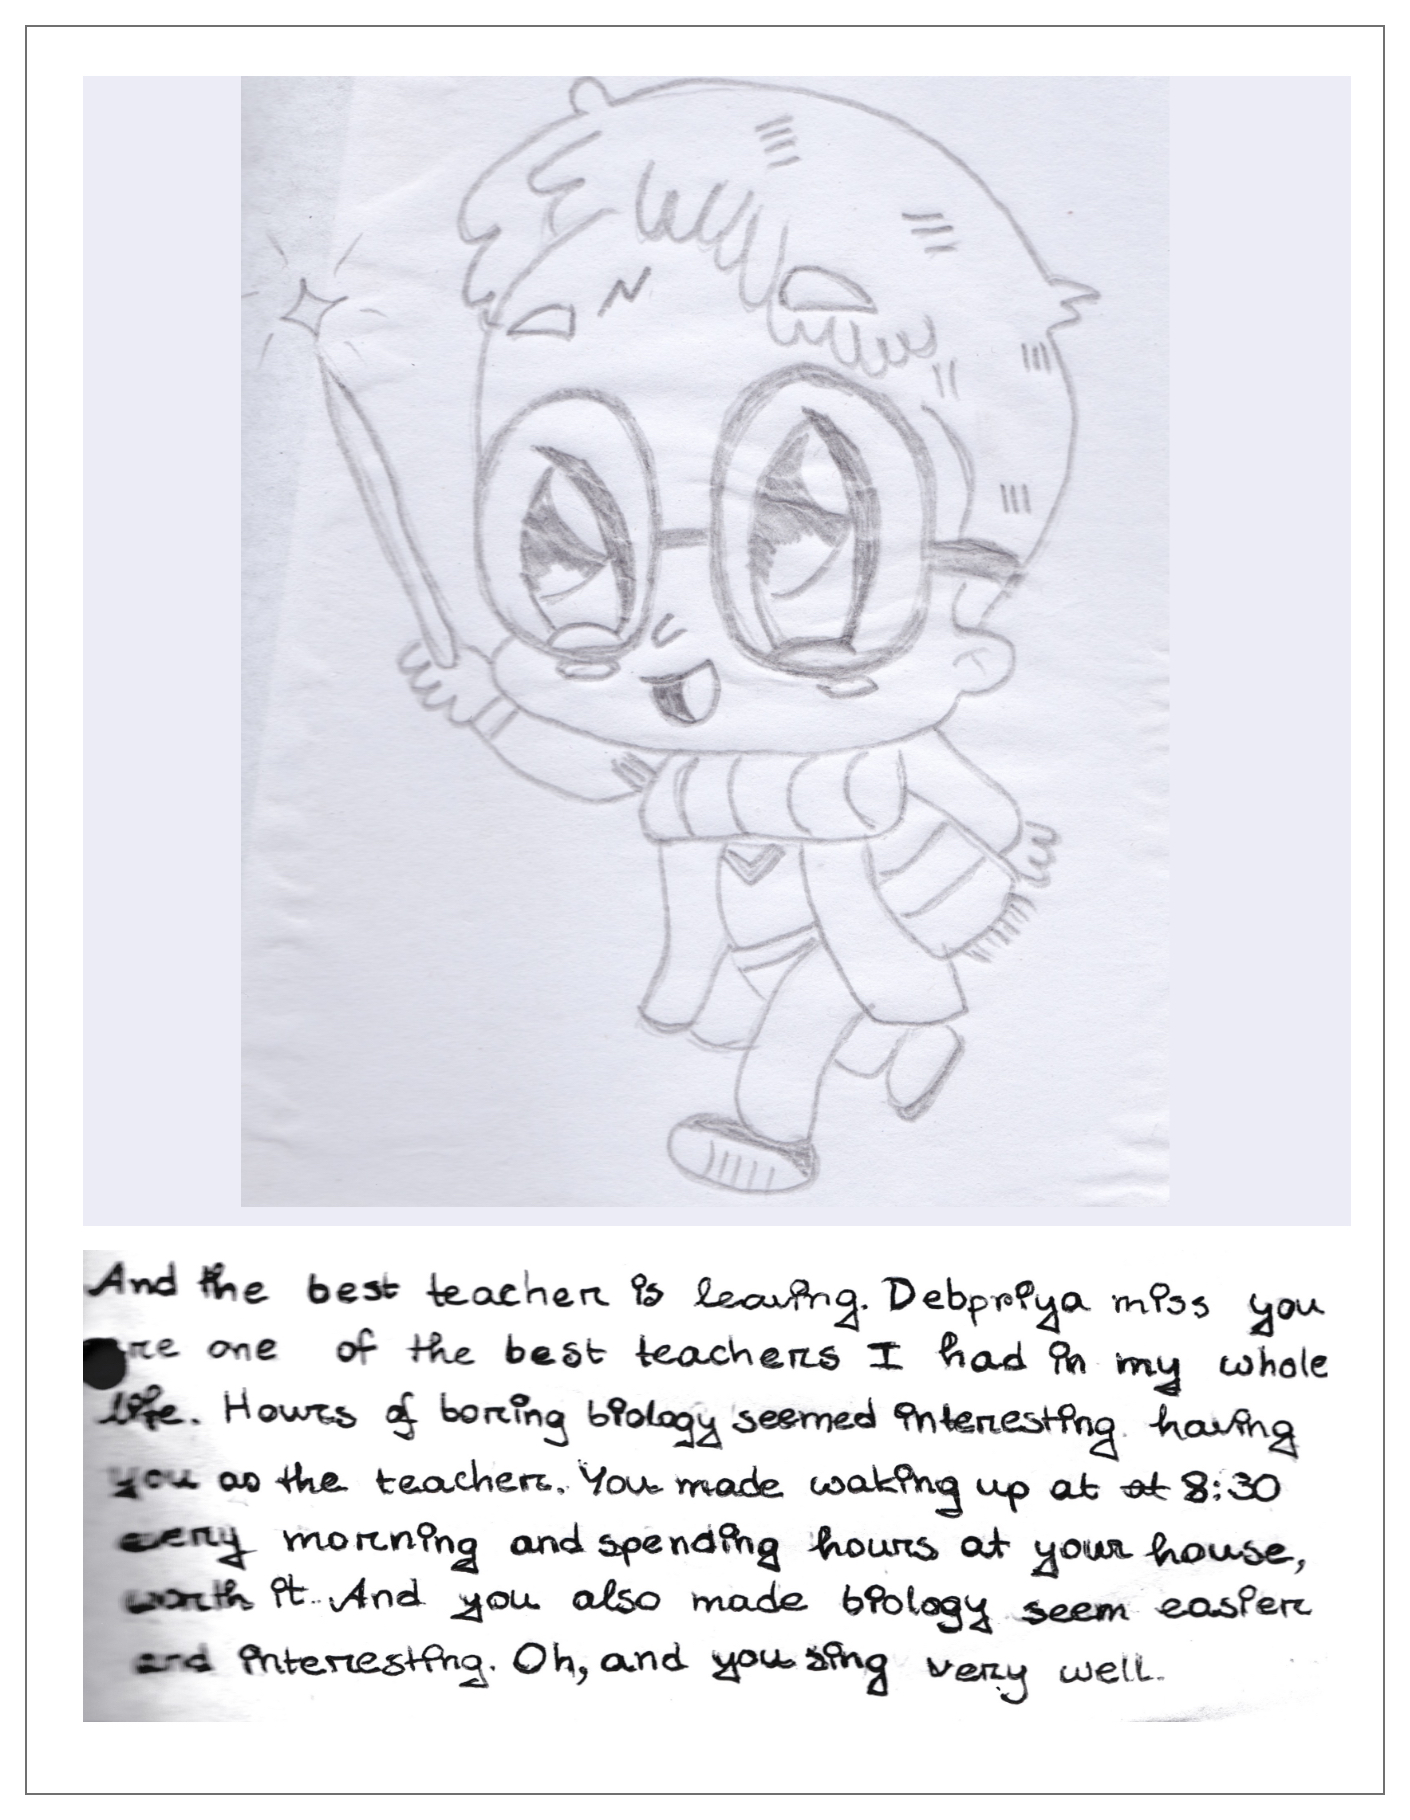 And the best teacher is leaving. Debpriya miss you
are one of the best teachers I had in my whole
life. Hours of boring biology seemed interesting having
you as the teacher. You made waking up at at 8:30
every morning and spending hours at your house,
worth it. And you also made biology seem easier
and interesting. Oh, and you sing very well.